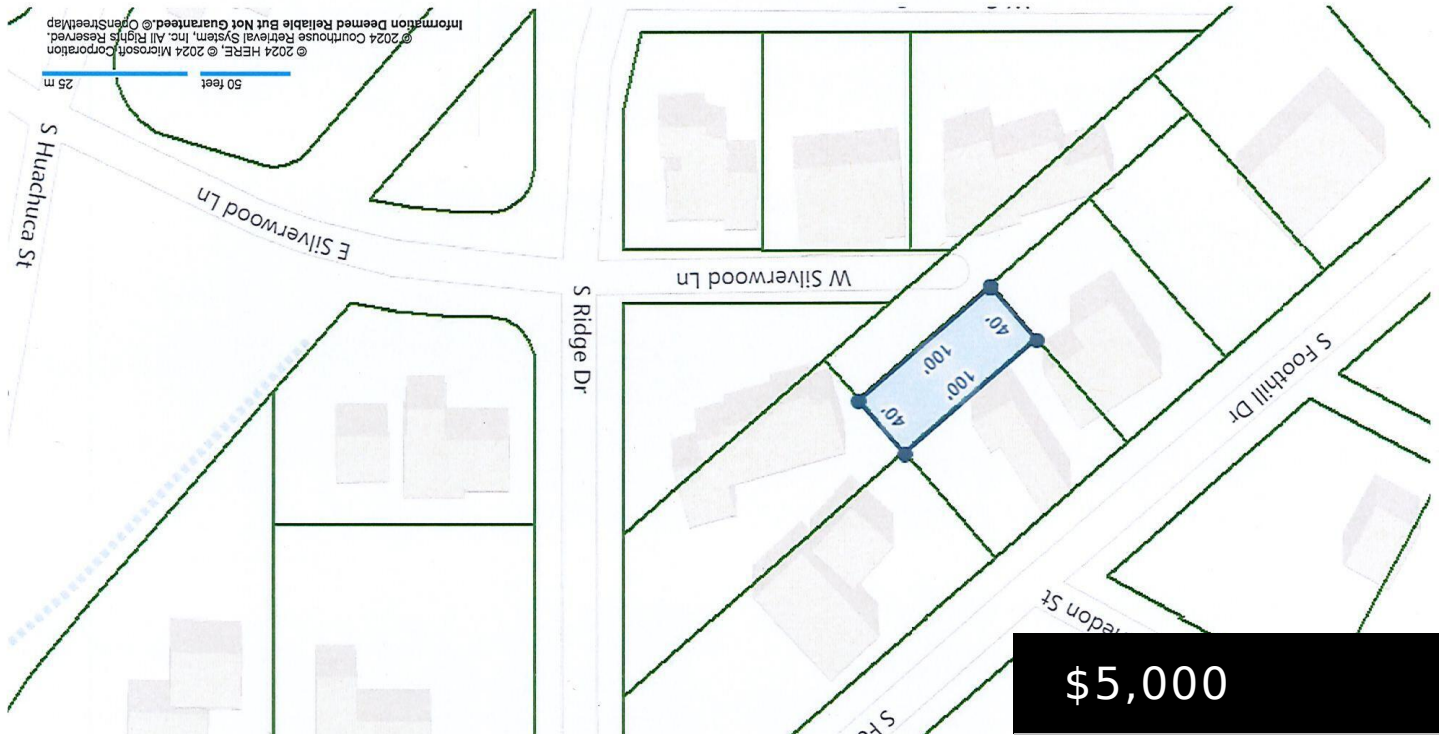 Information Deemed Reliable But Not Guaranteed. © OpenStreetMap
© 2024 Courthouse Retrieval System, Inc. All Rights Reserved.
© 2024 HERE, © 2024 Microsoft Corporation
25 m
50 feet
S Huachuca St
E Silverwood Ln
W Silverwood Ln
S Ridge Dr
40'
100'
100'
40'
S Foothill Dr
St
$5,000